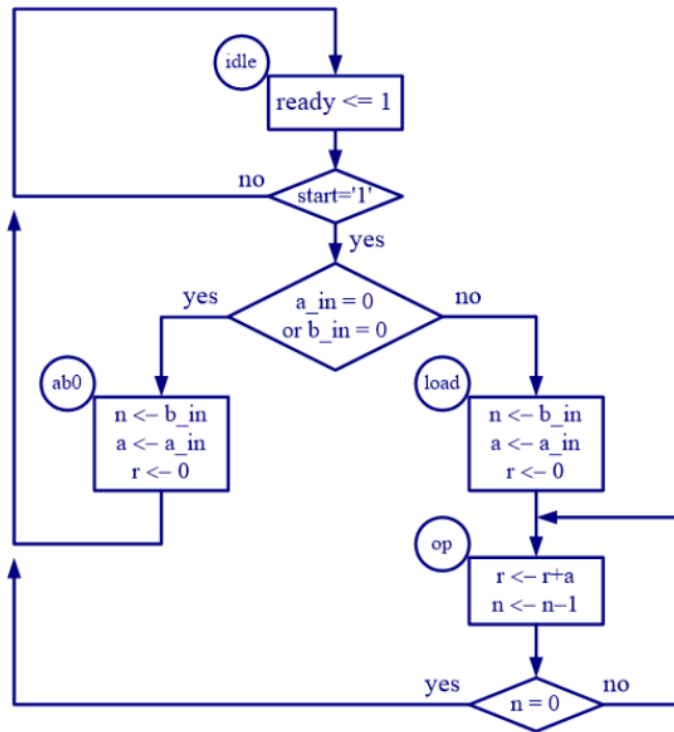 idle
ready <= 1
no
start='1'
yes
yes
a_in = 0
or b_in = 0
no
ab0
n <– b_in
a <– a_in
r <– 0
load
n <– b_in
a <– a_in
r <– 0
op
r <– r+a
n <– n–1
yes
n = 0
no